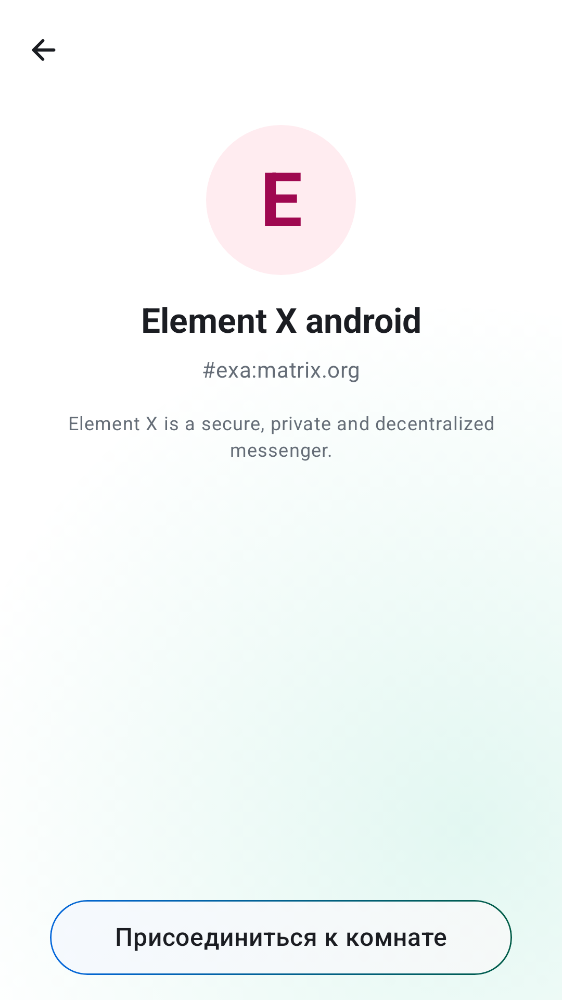 E
Element X android
#exa:matrix.org
Element X is a secure, private and decentralized
messenger.
Присоединиться к комнате